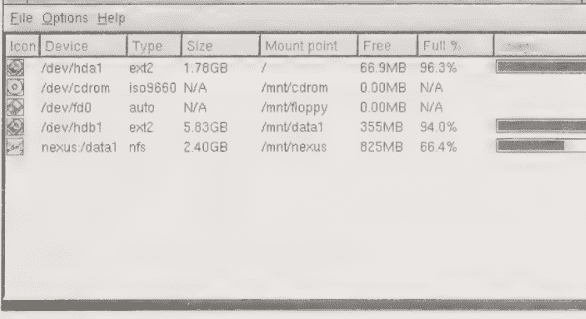 File Options Help
Icon Device Type Size Mount point Free Full %
/dev/hda1 ext2 1.78GB / 66.9MB 96.3%
/dev/cdrom iso9660 N/A /mnt/cdrom 0.00MB N/A
/dev/fd0 auto N/A /mnt/floppy 0.00MB N/A
/dev/hdb1 ext2 5.83GB /mnt/data1 355MB 94.0%
nexus:/data1 nfs 2.40GB /mnt/nexus 825MB 66.4%